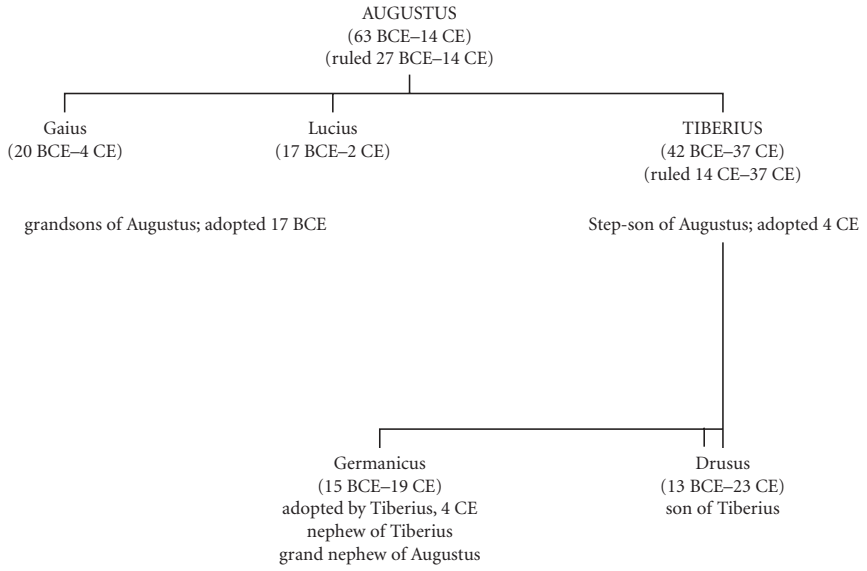 AUGUSTUS
(63 BCE–14 CE)
(ruled 27 BCE–14 CE)
Gaius
(20 BCE–4 CE)
Lucius
(17 BCE–2 CE)
TIBERIUS
(42 BCE–37 CE)
(ruled 14 CE–37 CE)
grandsons of Augustus; adopted 17 BCE
Step-son of Augustus; adopted 4 CE
Germanicus
(15 BCE–19 CE)
adopted by Tiberius, 4 CE
nephew of Tiberius
grand nephew of Augustus
Drusus
(13 BCE–23 CE)
son of Tiberius